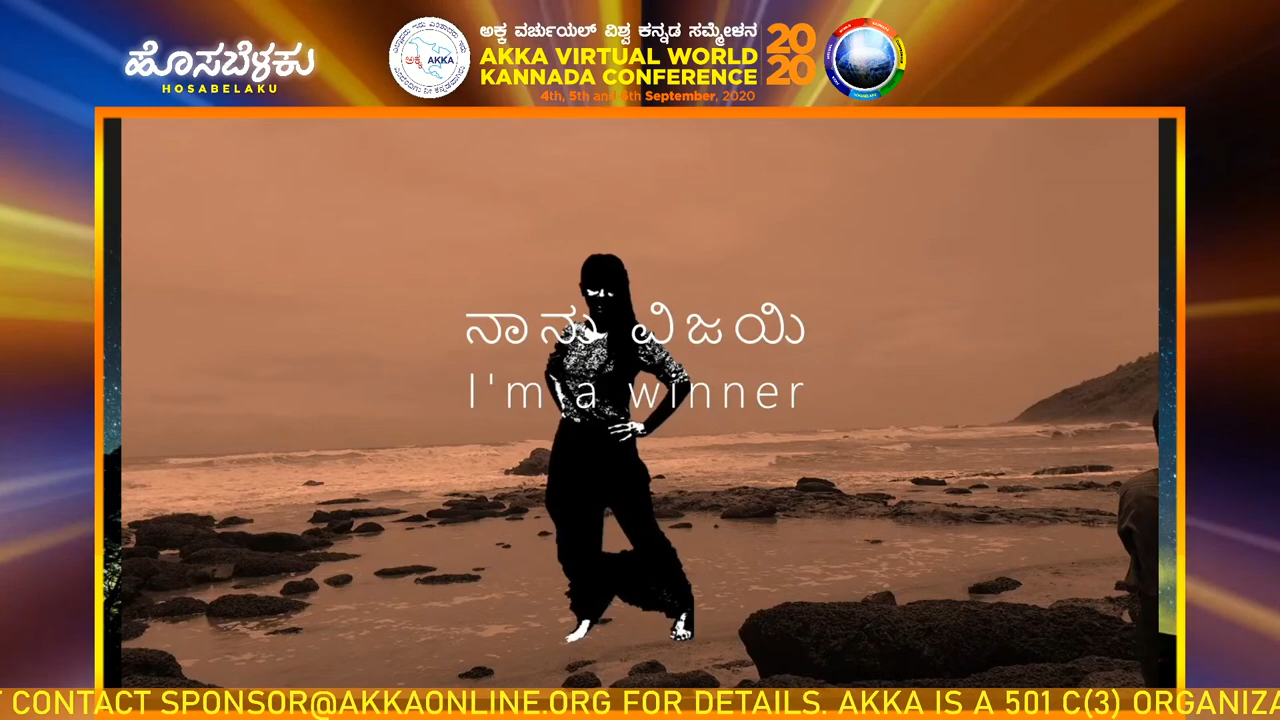 ಹೊಸಬೆಳಕು
HOSABELAKU
ಅಕ್ಕ AKKA
ಅಕ್ಕ ವರ್ಚುಯಲ್ ವಿಶ್ವ ಕನ್ನಡ ಸಮ್ಮೇಳನ
AKKA VIRTUAL WORLD
KANNADA CONFERENCE
2020
4th, 5th and 6th September, 2020
ನಾನು ವಿಜಯಿ
I'm a winner
CONTACT SPONSOR@AKKAONLINE.ORG FOR DETAILS. AKKA IS A 501 C(3) ORGANIZA